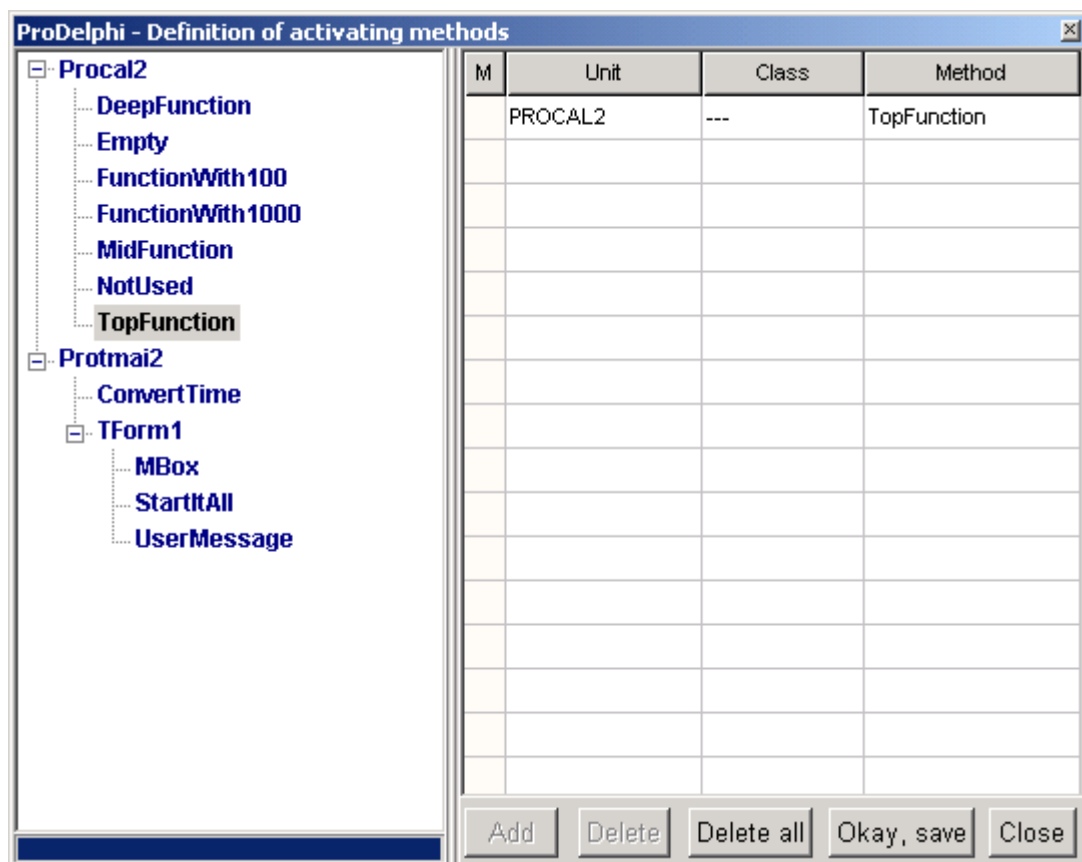 ProDelphi - Definition of activating methods
Procal2
DeepFunction
Empty
FunctionWith100
FunctionWith1000
MidFunction
NotUsed
TopFunction
Protmai2
ConvertTime
TForm1
MBox
StartItAll
UserMessage
M Unit Class Method
PROCAL2 --- TopFunction
Add Delete Delete all Okay, save Close